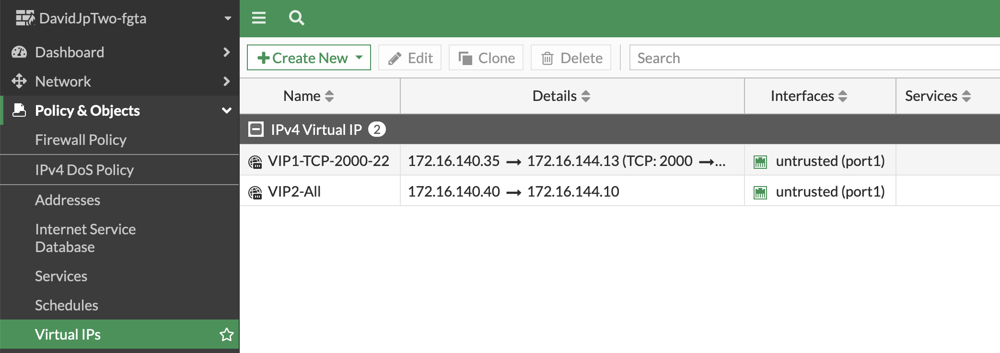 DavidJpTwo-fgta
Dashboard
Network
Policy & Objects
Firewall Policy
IPv4 DoS Policy
Addresses
Internet Service
Database
Services
Schedules
Virtual IPs
Create New
Edit
Clone
Delete
Search
Name
Details
Interfaces
Services
IPv4 Virtual IP 2
VIP1-TCP-2000-22
172.16.140.35 → 172.16.144.13 (TCP: 2000 →...
untrusted (port1)
VIP2-All
172.16.140.40 → 172.16.144.10
untrusted (port1)